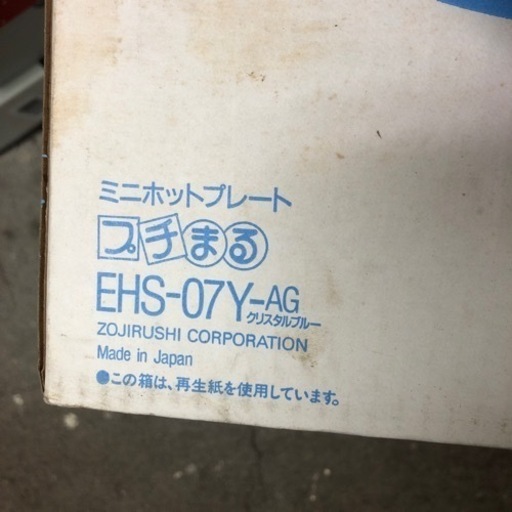 ミニホットプレート
プチまる
EHS-07Y-AG
クリスタルブルー
ZOJIRUSHI CORPORATION
Made in Japan
●この箱は、再生紙を使用しています。